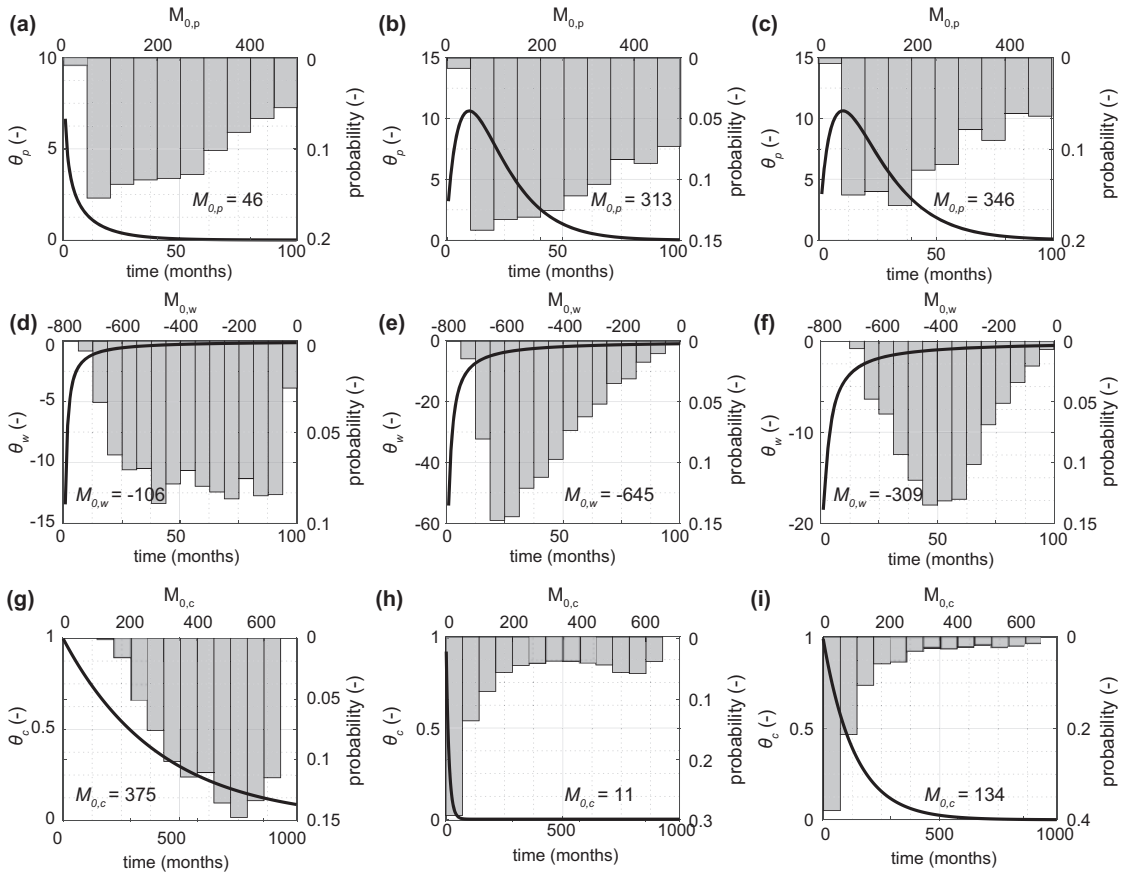 (a)
M0,p
0 200 400
10 0
5 0.1
0 0.2
θp (-)
probability (-)
M0,p = 46
0 50 100
time (months)
(b)
M0,p
0 200 400
15 0
10 0.05
5 0.1
0 0.15
θp (-)
probability (-)
M0,p = 313
0 50 100
time (months)
(c)
M0,p
0 200 400
15 0
10 0.1
5
0 0.2
θp (-)
probability (-)
M0,p = 346
0 50 100
time (months)
(d)
M0,w
-800 -600 -400 -200 0
0 0
-5 0.05
-10
-15 0.1
θw (-)
probability (-)
M0,w = -106
0 50 100
time (months)
(e)
M0,w
-800 -600 -400 -200 0
0 0
-20 0.05
-40 0.1
-60 0.15
θw (-)
probability (-)
M0,w = -645
0 50 100
time (months)
(f)
M0,w
-800 -600 -400 -200 0
0 0
0.05
-10 0.1
-20 0.15
θw (-)
probability (-)
M0,w = -309
0 50 100
time (months)
(g)
M0,c
0 200 400 600
1 0
0.05
0.5 0.1
0 0.15
θc (-)
probability (-)
M0,c = 375
0 500 1000
time (months)
(h)
M0,c
0 200 400 600
1 0
0.1
0.5 0.2
0 0.3
θc (-)
probability (-)
M0,c = 11
0 500 1000
time (months)
(i)
M0,c
0 200 400 600
1 0
0.5 0.2
0 0.4
θc (-)
probability (-)
M0,c = 134
0 500 1000
time (months)